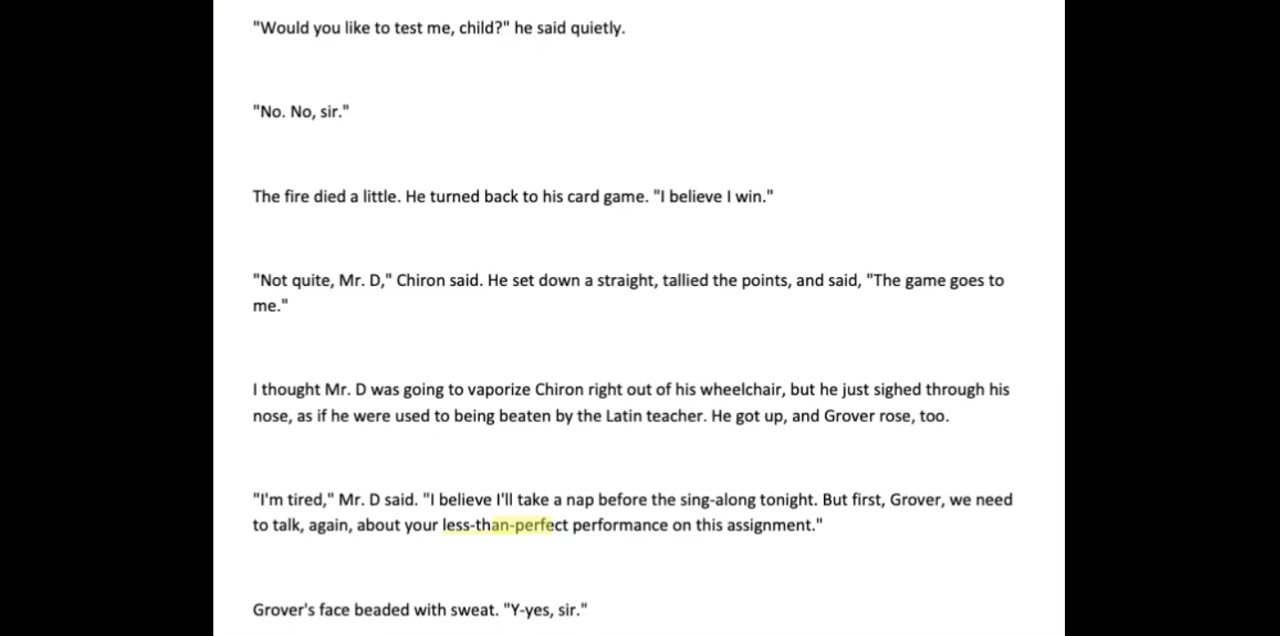 "Would you like to test me, child?" he said quietly.
"No. No, sir."
The fire died a little. He turned back to his card game. "I believe I win."
"Not quite, Mr. D," Chiron said. He set down a straight, tallied the points, and said, "The game goes to
me."
I thought Mr. D was going to vaporize Chiron right out of his wheelchair, but he just sighed through his
nose, as if he were used to being beaten by the Latin teacher. He got up, and Grover rose, too.
"I'm tired," Mr. D said. "I believe I'll take a nap before the sing-along tonight. But first, Grover, we need
to talk, again, about your less-than-perfect performance on this assignment."
Grover's face beaded with sweat. "Y-yes, sir."